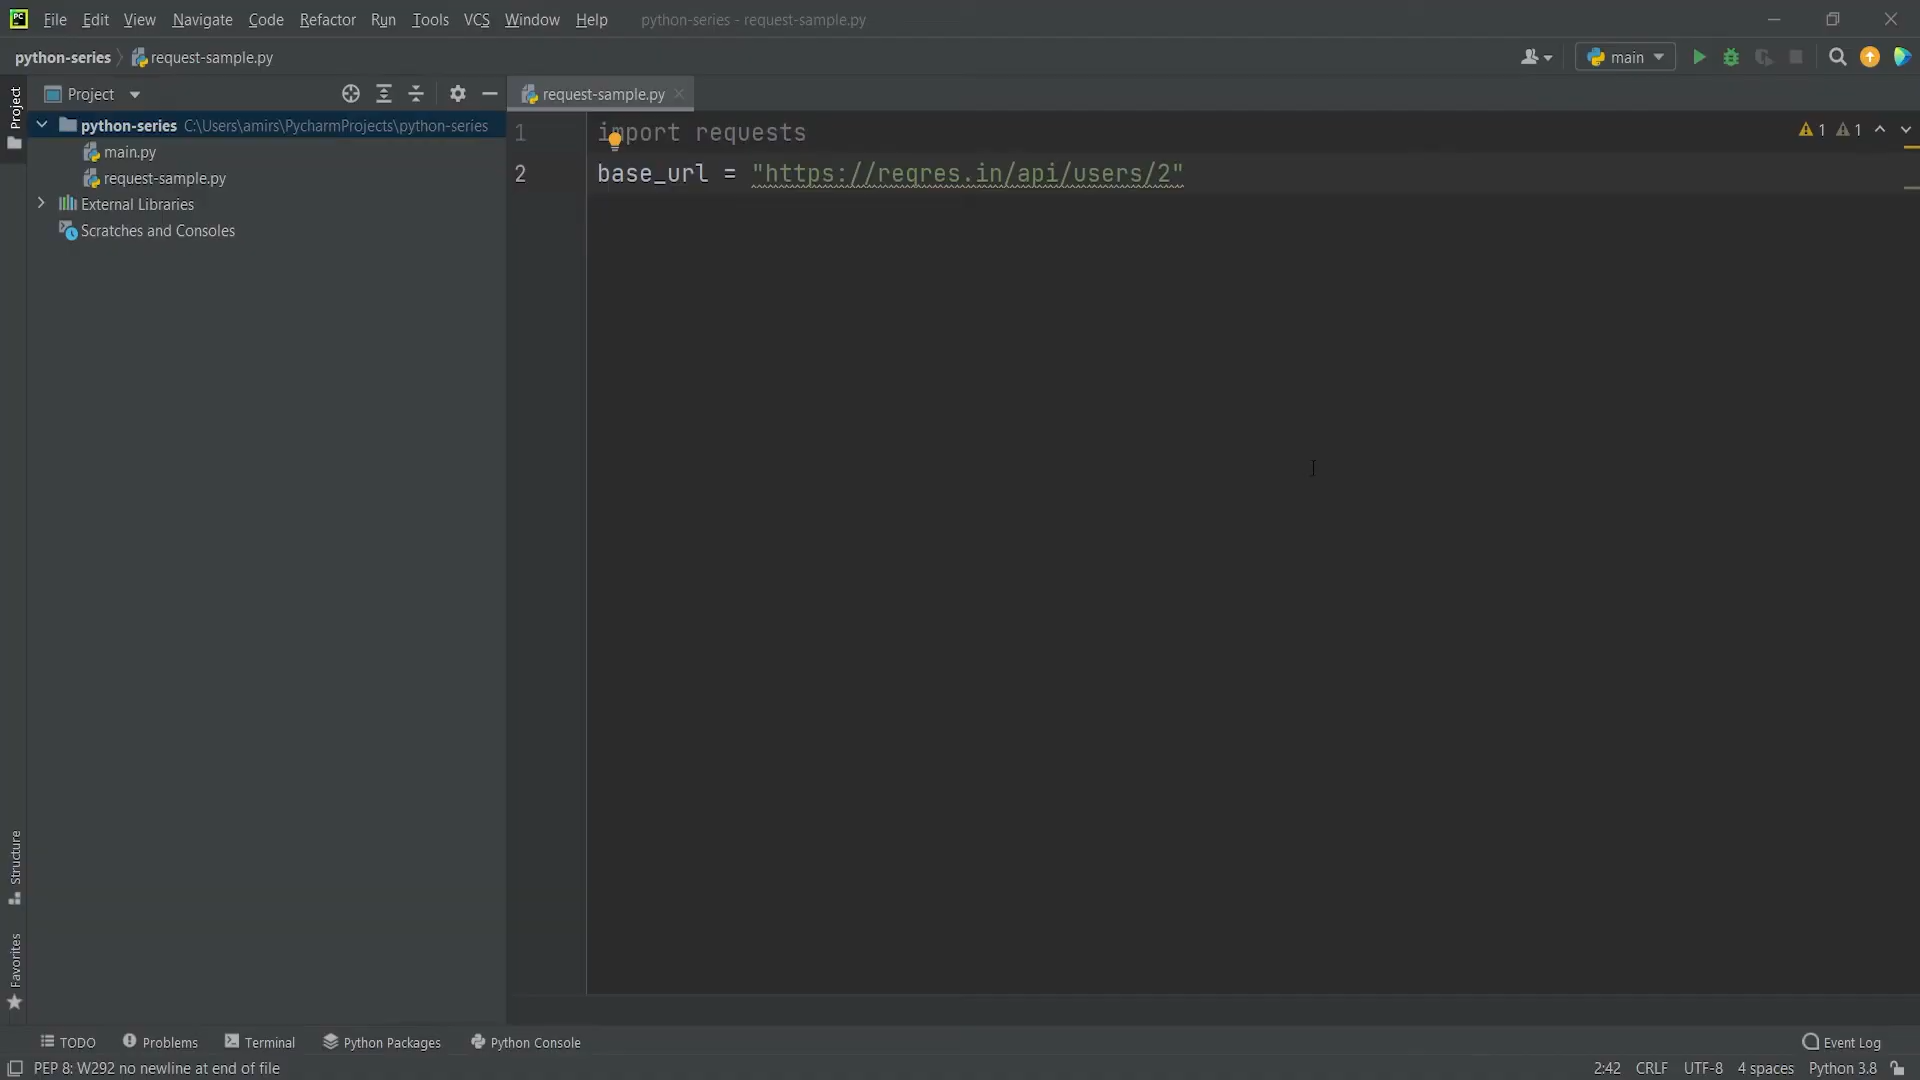 File Edit View Navigate Code Refactor Run Tools VCS Window Help python-series - request-sample.py
python-series request-sample.py main
Project
Project
request-sample.py
python-series C:\Users\amirs\PycharmProjects\python-series
main.py
request-sample.py
External Libraries
Scratches and Consoles
1 import requests
2 base_url = "https://reqres.in/api/users/2"
1 1
Structure
Favorites
TODO Problems Terminal Python Packages Python Console Event Log
PEP 8: W292 no newline at end of file 2:42 CRLF UTF-8 4 spaces Python 3.8